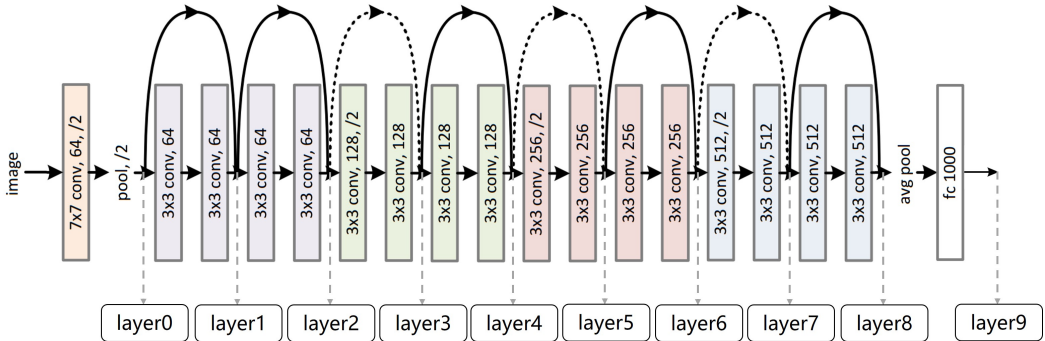 image
7x7 conv, 64, /2
pool, /2
3x3 conv, 64
3x3 conv, 64
3x3 conv, 64
3x3 conv, 64
3x3 conv, 128, /2
3x3 conv, 128
3x3 conv, 128
3x3 conv, 128
3x3 conv, 256, /2
3x3 conv, 256
3x3 conv, 256
3x3 conv, 256
3x3 conv, 512, /2
3x3 conv, 512
3x3 conv, 512
3x3 conv, 512
avg pool
fc 1000
layer0
layer1
layer2
layer3
layer4
layer5
layer6
layer7
layer8
layer9